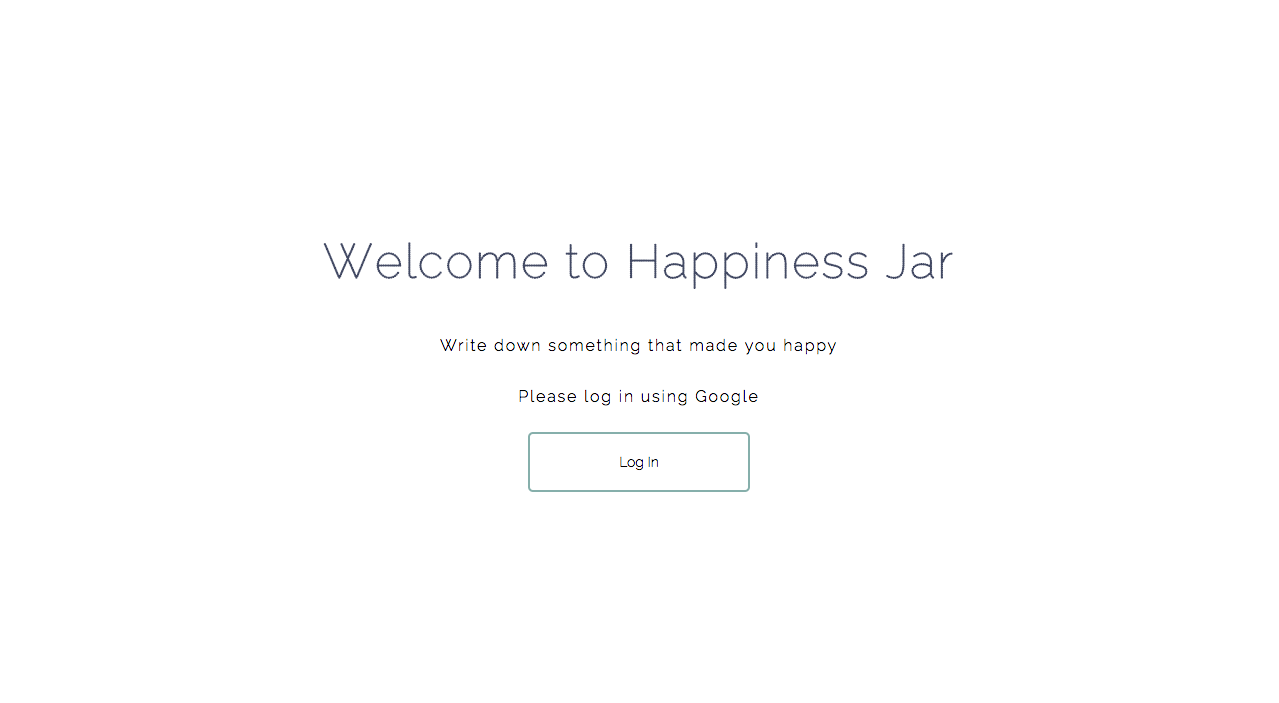 Welcome to Happiness Jar
Write down something that made you happy
Please log in using Google
Log In